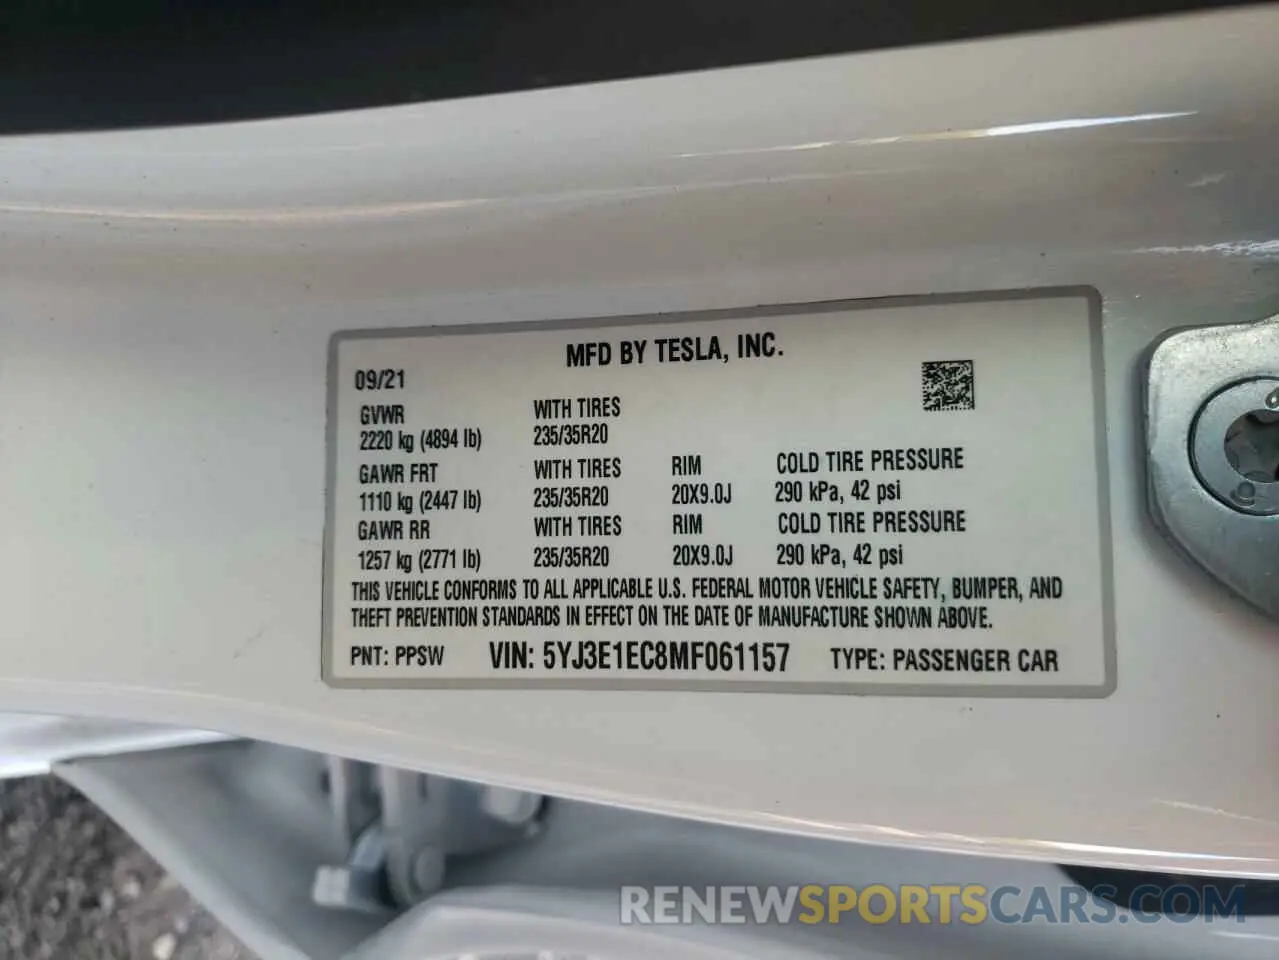 MFD BY TESLA, INC.
09/21
GVWR WITH TIRES
2220 kg (4894 lb) 235/35R20
GAWR FRT WITH TIRES RIM COLD TIRE PRESSURE
1110 kg (2447 lb) 235/35R20 20X9.0J 290 kPa, 42 psi
GAWR RR WITH TIRES RIM COLD TIRE PRESSURE
1257 kg (2771 lb) 235/35R20 20X9.0J 290 kPa, 42 psi
THIS VEHICLE CONFORMS TO ALL APPLICABLE U.S. FEDERAL MOTOR VEHICLE SAFETY, BUMPER, AND
THEFT PREVENTION STANDARDS IN EFFECT ON THE DATE OF MANUFACTURE SHOWN ABOVE.
PNT: PPSW VIN: 5YJ3E1EC8MF061157 TYPE: PASSENGER CAR
RENEWSPORTSCARS.COM